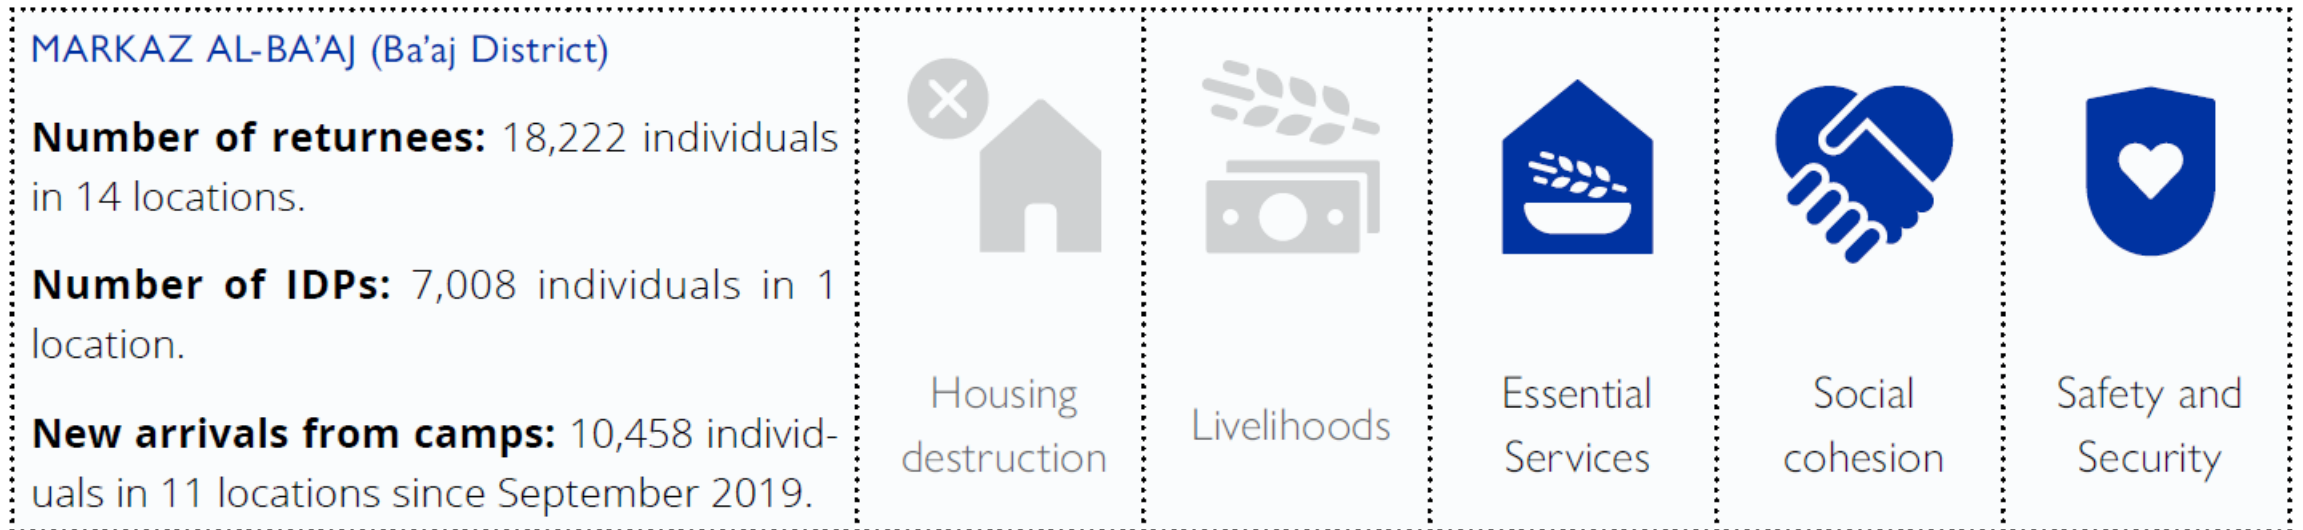 MARKAZ AL-BA’AJ (Ba’aj District)
Number of returnees: 18,222 individuals
in 14 locations.
Number of IDPs: 7,008 individuals in 1
location.
New arrivals from camps: 10,458 individ-
uals in 11 locations since September 2019.
Housing
destruction
Livelihoods
Essential
Services
Social
cohesion
Safety and
Security